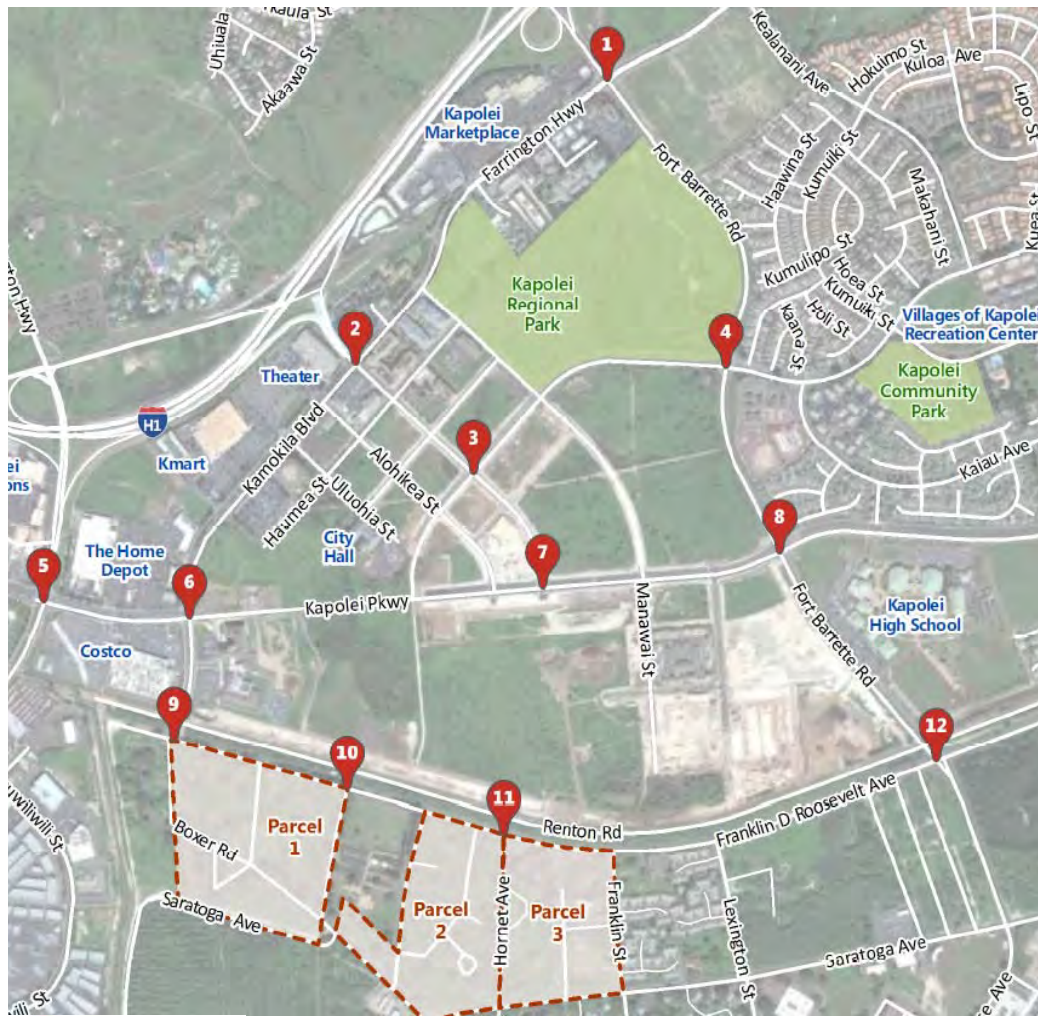 Kaula St
Uhiuala
Akaawa St
1
Kealanani Ave
Hokuimo St
Kuloa Ave
Lipo St
Kapolei
Marketplace
Farrington Hwy
Fort Barrette Rd
Haawina St
Kumuiki St
Makahani St
Kuea St
Kumulipo St
Hoea St
Kumuiki St
Holi St
Kaana St
Kapolei
Regional
Park
Villages of Kapolei
Recreation Center
Kapolei
Community
Park
Kaiau Ave
2
4
Theater
H1
Kmart
Kamokila Blvd
Haumea St
Uluohia St
Alohikea St
3
City
Hall
The Home
Depot
5
6
7
8
Kapolei Pkwy
Manawai St
Fort Barrette Rd
Kapolei
High School
Costco
9
10
11
12
Renton Rd
Franklin D Roosevelt Ave
Boxer Rd
Parcel
1
Saratoga Ave
Parcel
2
Hornet Ave
Parcel
3
Franklin St
Lexington St
Saratoga Ave